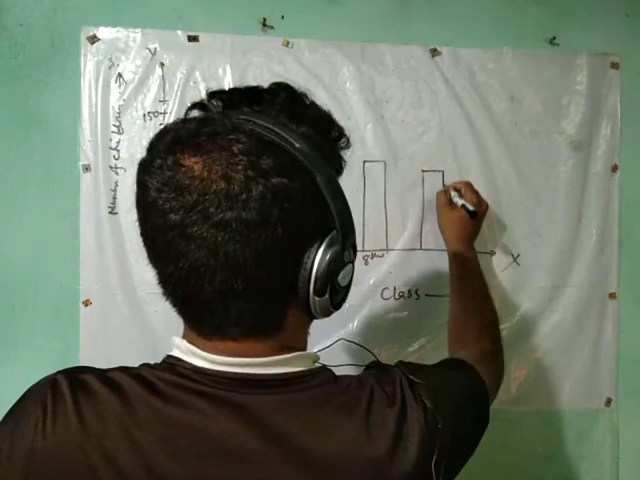 Y
Number of children → Y
150
8th
X
Class